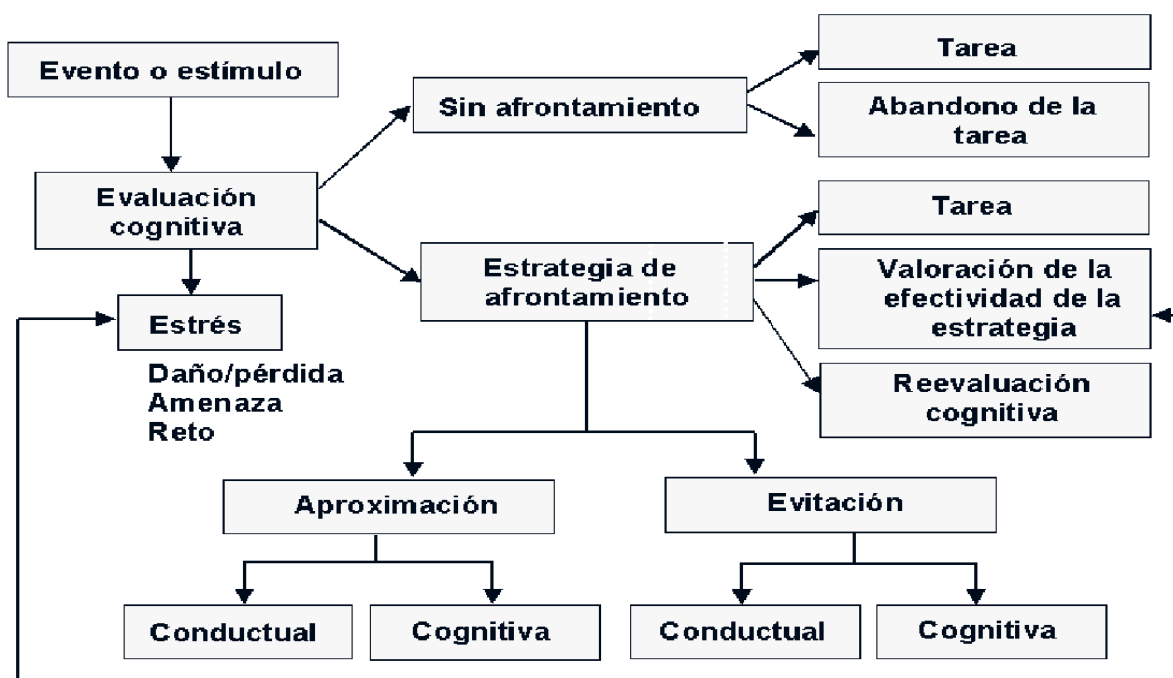 Evento o estímulo
Sin afrontamiento
Tarea
Abandono de la
tarea
Evaluación
cognitiva
Tarea
Estrategia de
afrontamiento
Valoración de la
efectividad de la
estrategia
Estrés
Daño/pérdida
Amenaza
Reto
Reevaluación
cognitiva
Aproximación
Evitación
Conductual
Cognitiva
Conductual
Cognitiva